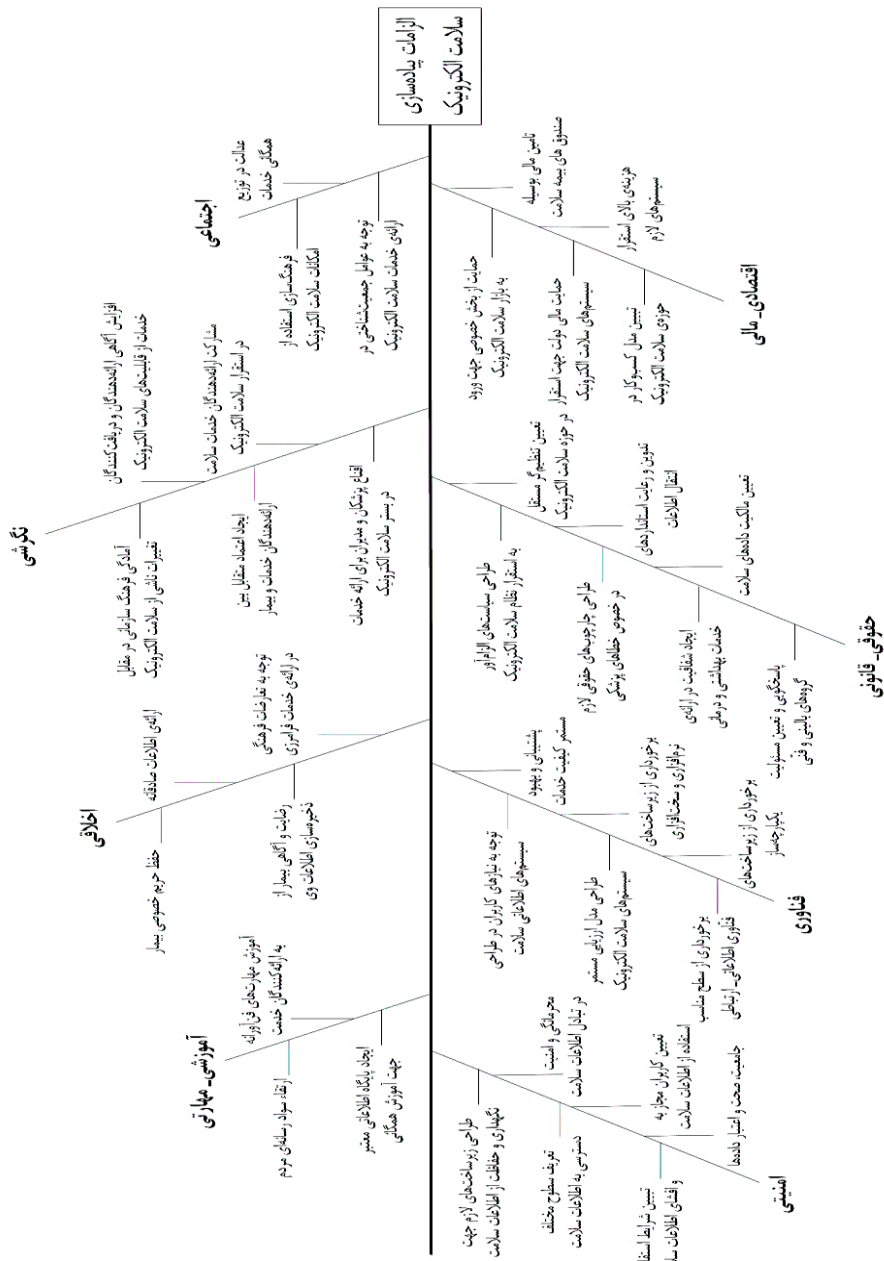 الزامات پیاده‌سازی
سلامت الکترونیک
اجتماعی
عدالت در توزیع
همگانی خدمات
فرهنگ‌سازی استفاده از
امکانات سلامت الکترونیک
توجه به عوامل جمعیت‌شناختی در
ارائه‌ی خدمات سلامت الکترونیک
نگرشی
افزایش آگاهی ارائه‌دهندگان و دریافت‌کنندگان
خدمات از قابلیت‌های سلامت الکترونیک
مشارکت ارائه‌دهندگان خدمات سلامت
در استقرار سلامت الکترونیک
آمادگی فرهنگ سازمانی در مقابل
تغییرات ناشی از سلامت الکترونیک
ایجاد اعتماد متقابل بین
ارائه‌دهندگان خدمات و بیمار
اقناع پزشکان و مدیران برای ارائه خدمات
در بستر سلامت الکترونیک
اخلاقی
ارائه‌ی اطلاعات صادقانه
توجه به تعارضات فرهنگی
در ارائه‌ی خدمات فرامرزی
حفظ حریم خصوصی بیمار
رضایت و آگاهی بیمار از
ذخیره‌سازی اطلاعات وی
آموزشی_ مهارتی
آموزش مهارت‌های فن‌آورانه
به ارائه‌کنندگان خدمت
ارتقاء سواد رسانه‌ای مردم
ایجاد پایگاه اطلاعاتی معتبر
جهت آموزش همگانی
اقتصادی_ مالی
تامین مالی بوسیله
صندوق های بیمه سلامت
هزینه‌ی بالای استقرار
سیستم‌های لازم
حمایت از بخش خصوصی جهت ورود
به بازار سلامت الکترونیک
حمایت مالی دولت جهت استقرار
سیستم‌های سلامت الکترونیک
تبیین مدل کسب‌وکار در
حوزه‌ی سلامت الکترونیک
حقوقی_ قانونی
تعیین تنظیم‌گر مستقل
در حوزه سلامت الکترونیک
تدوین و رعایت استانداردهای
انتقال اطلاعات
تعیین مالکیت داده‌های سلامت
طراحی سیاست‌های الزام آور
به استقرار نظام سلامت الکترونیک
طراحی چارچوب‌های حقوقی لازم
در خصوص خطاهای پزشکی
ایجاد شفافیت در ارائه‌ی
خدمات بهداشتی و درمانی
پاسخگویی و تعیین مسئولیت
گروه‌های بالینی و فنی
فناوری
پشتیبانی و بهبود
مستمر کیفیت خدمات
برخورداری از زیرساخت‌های
نرم‌افزاری و سخت‌افزاری
برخورداری از زیرساخت‌های
یکپارچه‌ساز
توجه به نیازهای کاربران در طراحی
سیستم‌های اطلاعاتی سلامت
طراحی مدل ارزیابی مستمر
سیستم‌های سلامت الکترونیک
برخورداری از سطح مناسب
فناوری اطلاعاتی_ ارتباطی
امنیتی
محرمانگی و امنیت
در تبادل اطلاعات سلامت
تعیین کاربران مجاز به
استفاده از اطلاعات سلامت
جامعیت، صحت و اعتبار داده‌ها
طراحی زیرساخت‌های لازم جهت
نگهداری و حفاظت از اطلاعات سلامت
تعریف سطوح مختلف
دسترسی به اطلاعات سلامت
تبیین شرایط
و افشای اطلاعات